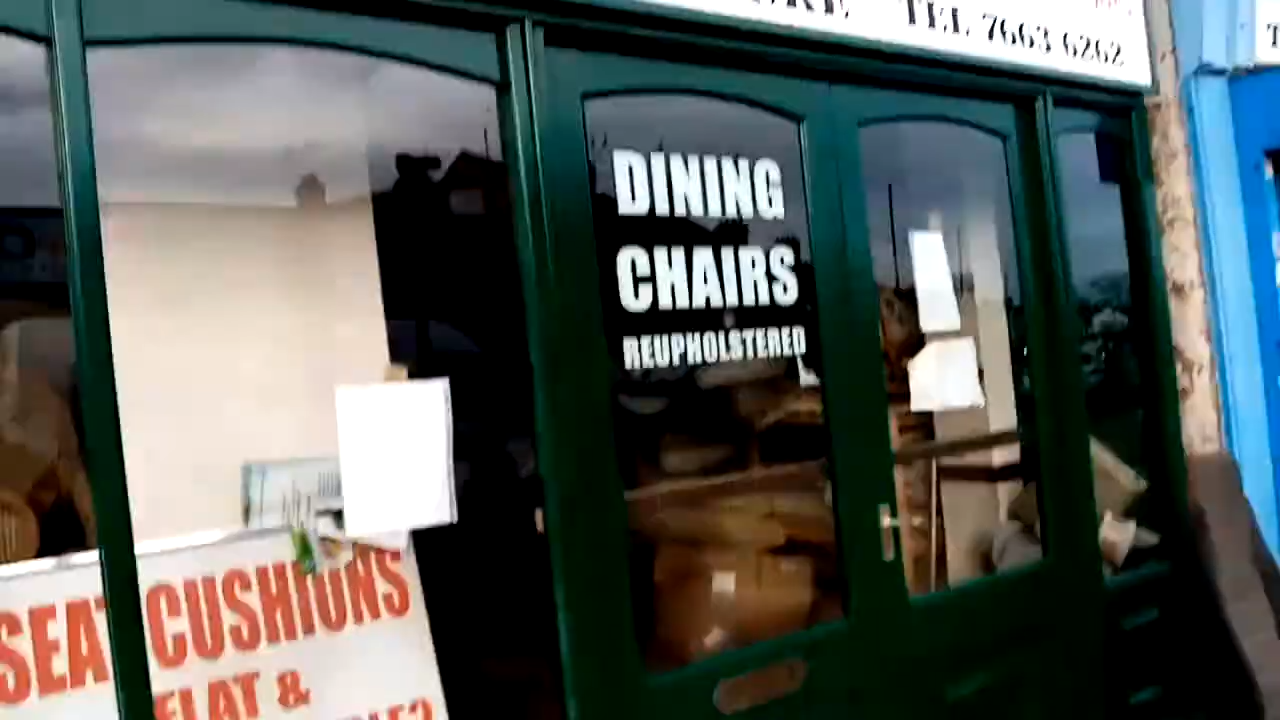 TEL 7663 6262
DINING
CHAIRS
REUPHOLSTERED
SEAT CUSHIONS
FLAT &